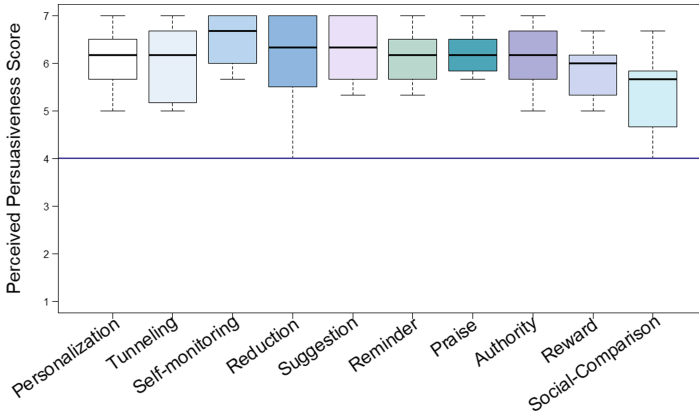 Perceived Persuasiveness Score
7
6
5
4
3
2
1
Personalization
Tunneling
Self-monitoring
Reduction
Suggestion
Reminder
Praise
Authority
Reward
Social-Comparison